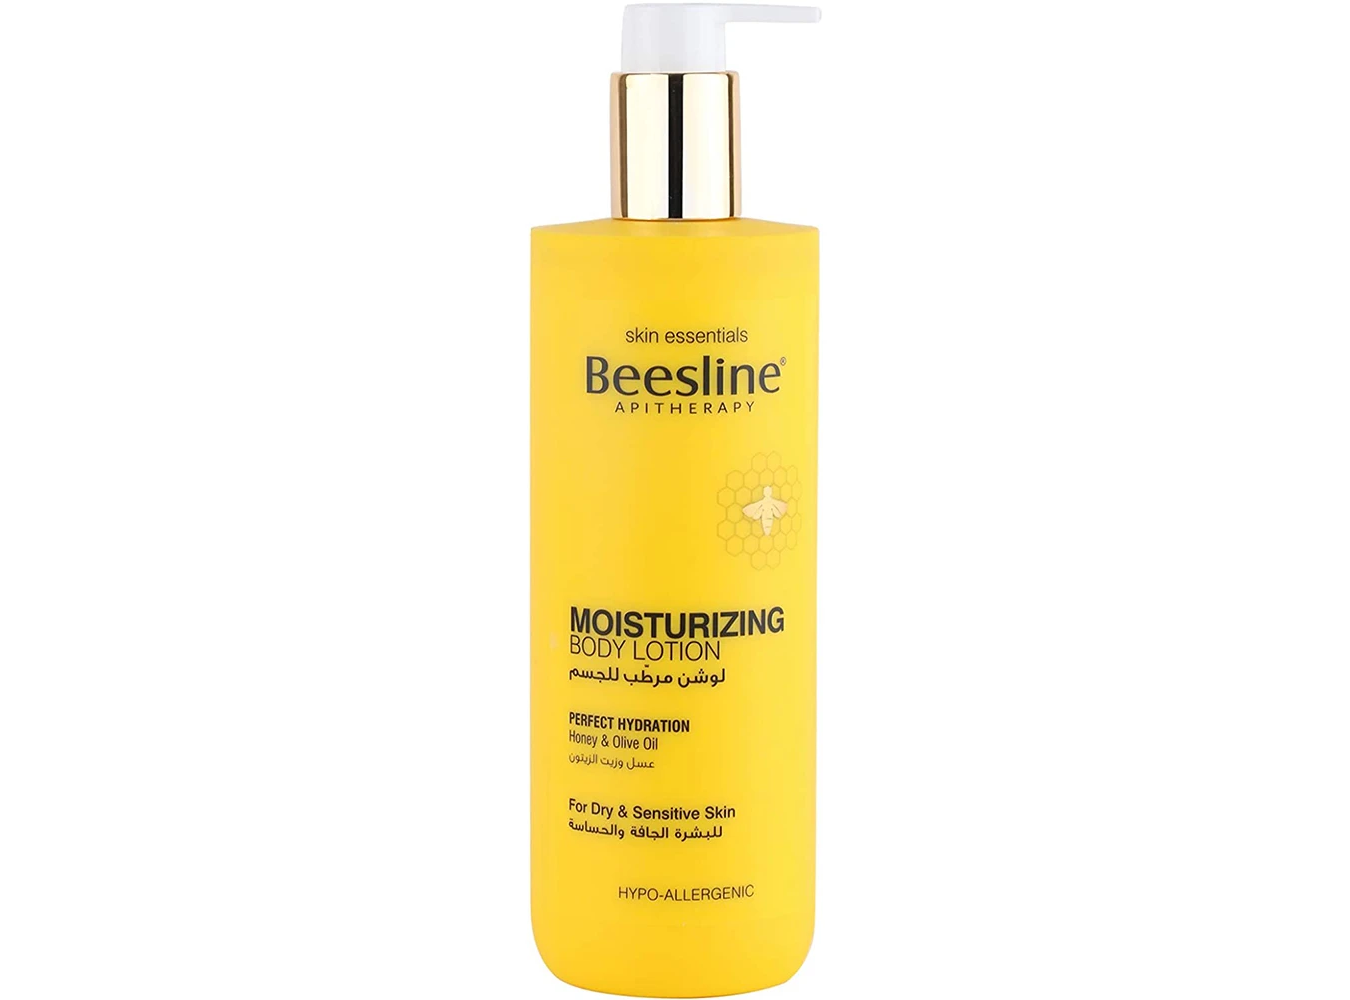 skin essentials
Beesline®
APITHERAPY
MOISTURIZING
BODY LOTION
لوشن مرطّب للجسم
PERFECT HYDRATION
Honey & Olive Oil
عسل وزيت الزيتون
For Dry & Sensitive Skin
للبشرة الجافة والحساسة
HYPO-ALLERGENIC